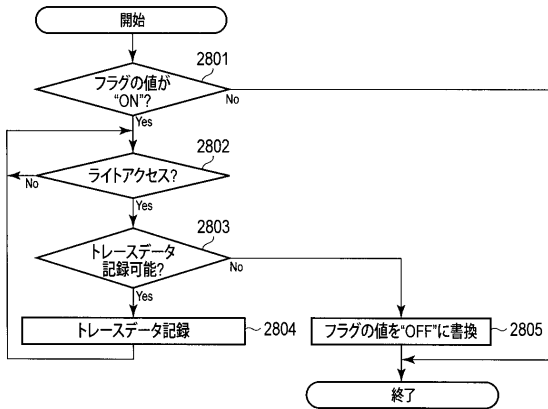 開始
2801
フラグの値が
“ON”?
No
Yes
2802
ライトアクセス?
No
Yes
2803
トレースデータ
記録可能?
No
Yes
トレースデータ記録
2804
フラグの値を“OFF”に書換
2805
終了